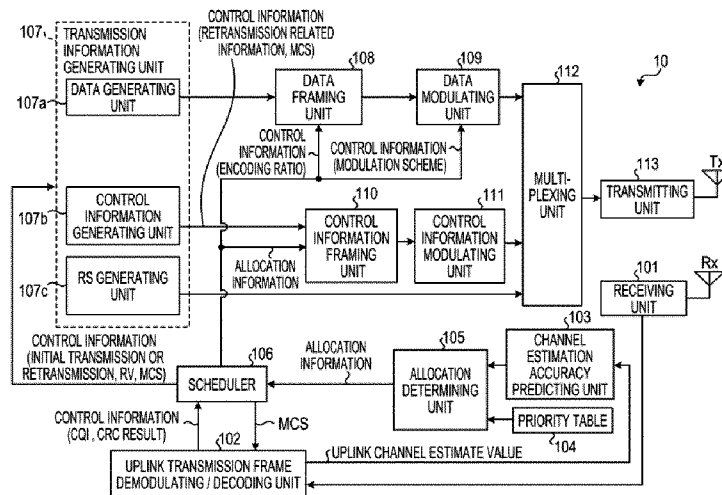 107
TRANSMISSION
INFORMATION
GENERATING UNIT
107a
DATA GENERATING
UNIT
107b
CONTROL
INFORMATION
GENERATING UNIT
107c
RS GENERATING
UNIT
CONTROL
INFORMATION
(RETRANSMISSION RELATED
INFORMATION, MCS)
108
DATA
FRAMING
UNIT
109
DATA
MODULATING
UNIT
112
MULTI-
PLEXING
UNIT
10
Tx
113
TRANSMITTING
UNIT
CONTROL
INFORMATION
(ENCODING RATIO)
CONTROL INFORMATION
(MODULATION SCHEME)
110
CONTROL
INFORMATION
FRAMING
UNIT
111
CONTROL
INFORMATION
MODULATING
UNIT
ALLOCATION
INFORMATION
Rx
101
RECEIVING
UNIT
CONTROL INFORMATION
(INITIAL TRANSMISSION OR
RETRANSMISSION, RV, MCS)
106
SCHEDULER
ALLOCATION
INFORMATION
105
ALLOCATION
DETERMINING
UNIT
103
CHANNEL
ESTIMATION
ACCURACY
PREDICTING UNIT
PRIORITY TABLE
104
CONTROL INFORMATION
(CQI, CRC RESULT)
MCS
102
UPLINK TRANSMISSION FRAME
DEMODULATING / DECODING UNIT
UPLINK CHANNEL ESTIMATE VALUE